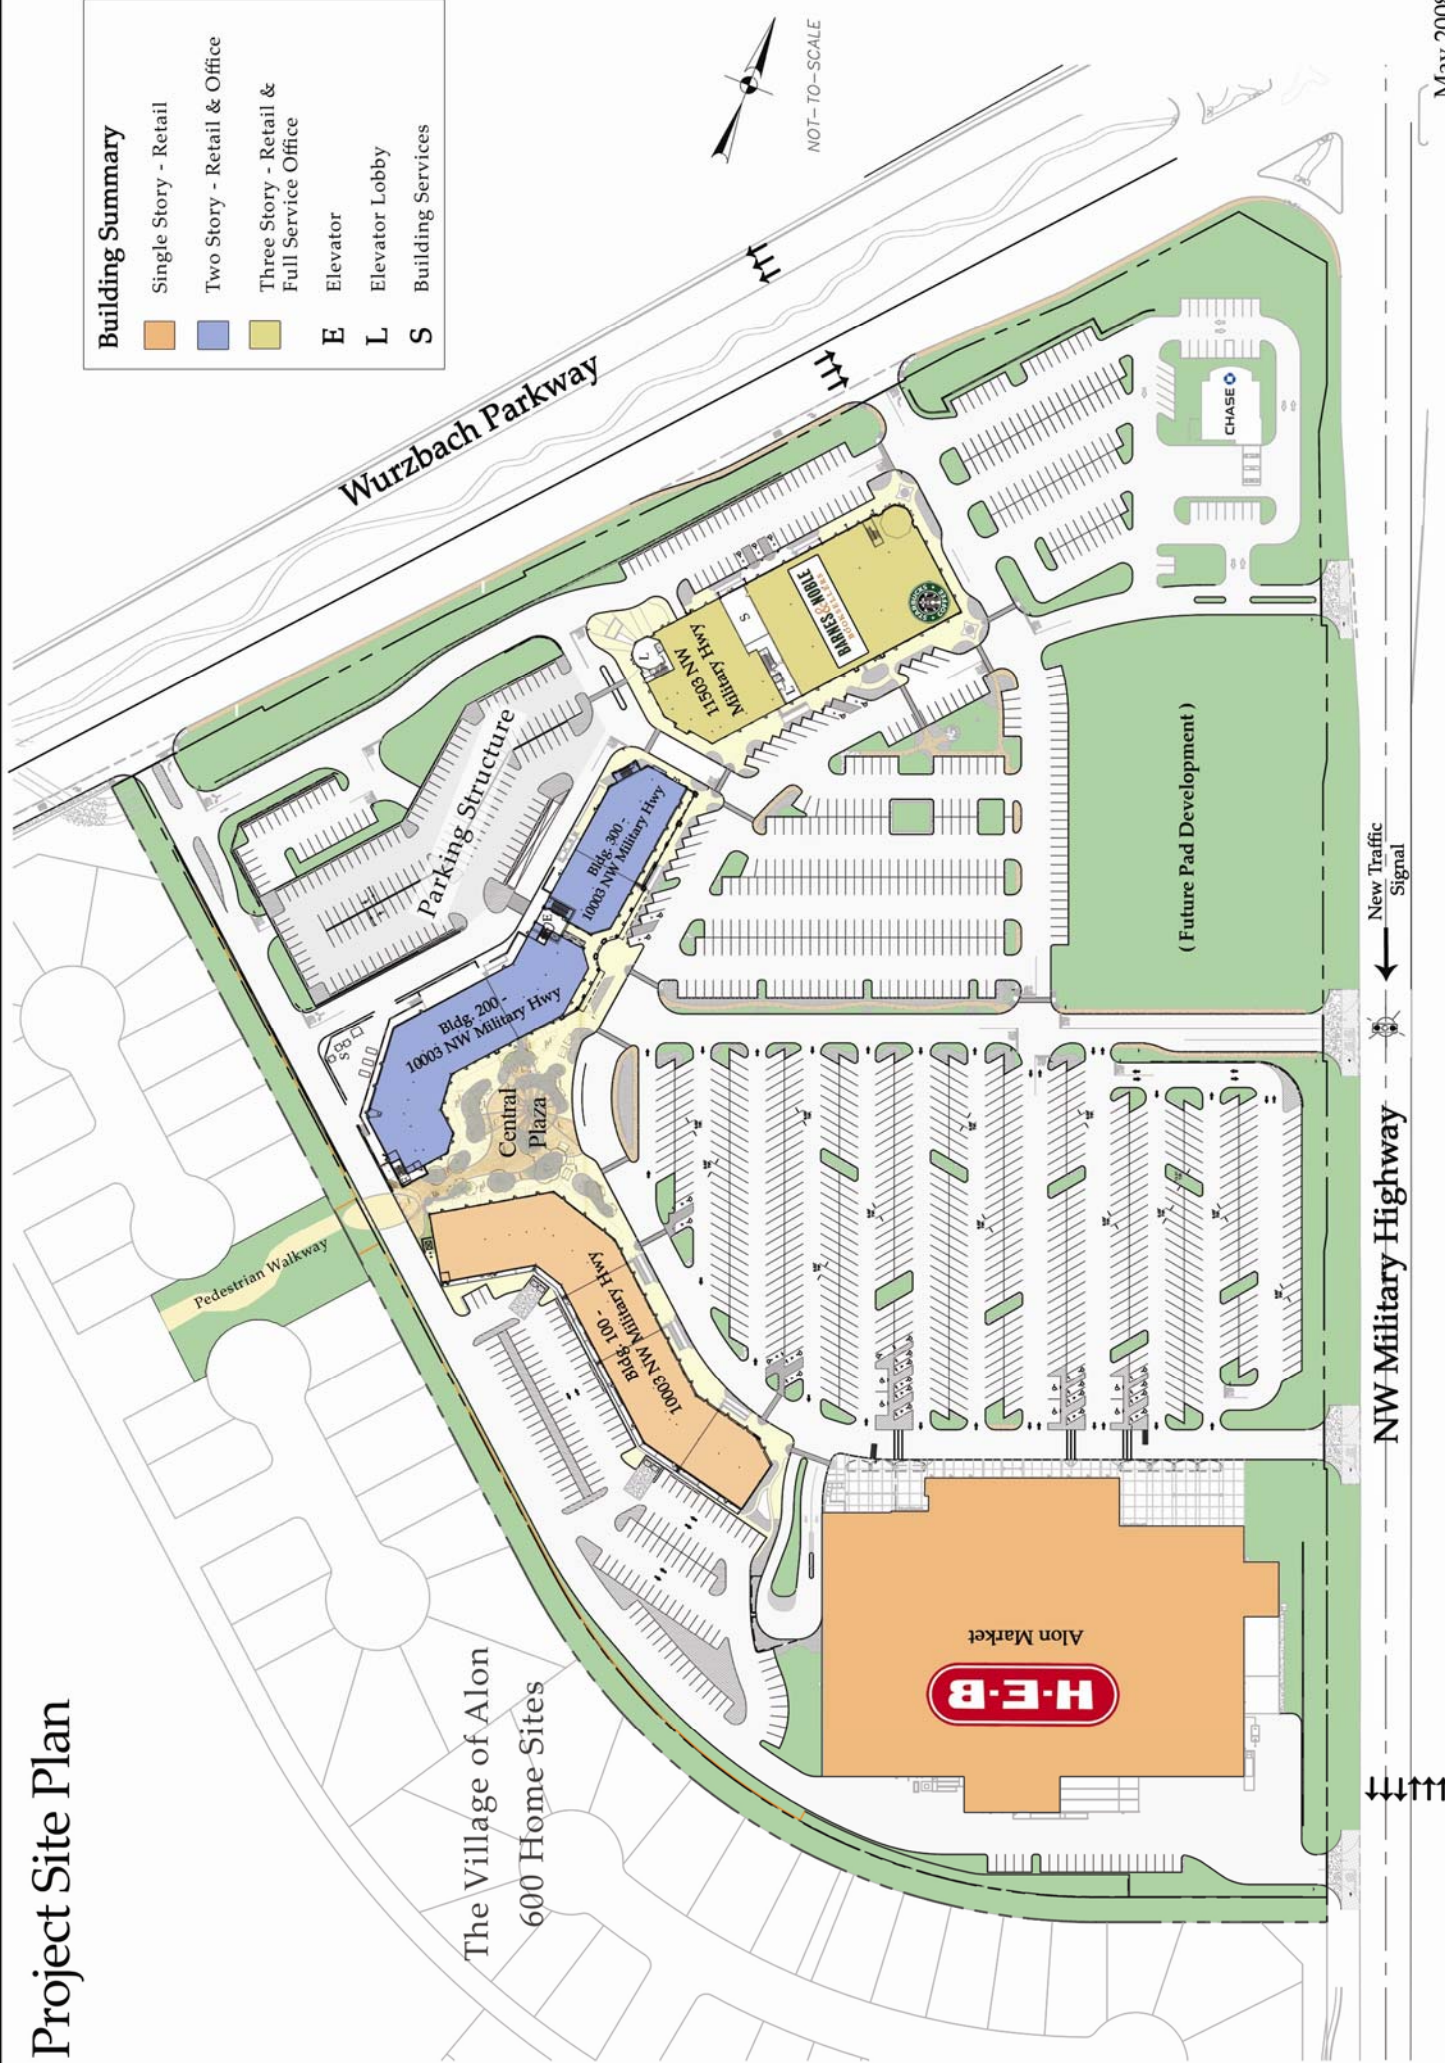 Project Site Plan
Building Summary
Single Story - Retail
Two Story - Retail & Office
Three Story - Retail &
Full Service Office
E Elevator
L Elevator Lobby
S Building Services
NOT-TO-SCALE
Wurzbach Parkway
Parking Structure
11503 NW
Military Hwy
S
L
L
BARNES&NOBLE
BOOKSELLERS
STARBUCKS COFFEE
CHASE
Bldg. 300 -
10003 NW Military Hwy
E
Bldg. 200 -
10003 NW Military Hwy
S
Central
Plaza
Pedestrian Walkway
Bldg. 100 -
10003 NW Military Hwy
( Future Pad Development )
New Traffic
Signal
The Village of Alon
600 Home Sites
H-E-B
Alon Market
NW Military Highway